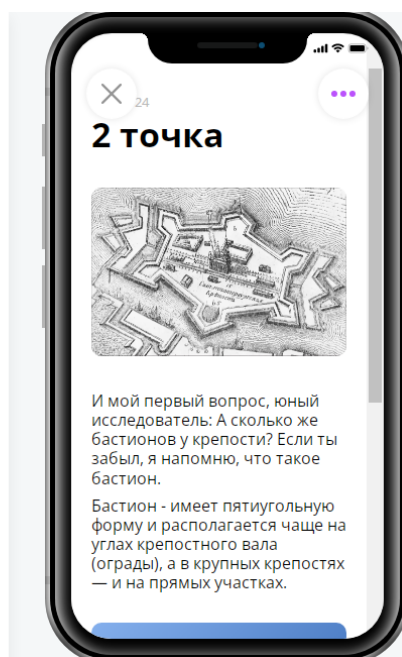 24
2 точка
И мой первый вопрос, юный
исследователь: А сколько же
бастионов у крепости? Если ты
забыл, я напомню, что такое
бастион.
Бастион - имеет пятиугольную
форму и располагается чаще на
углах крепостного вала
(ограды), а в крупных крепостях
— и на прямых участках.